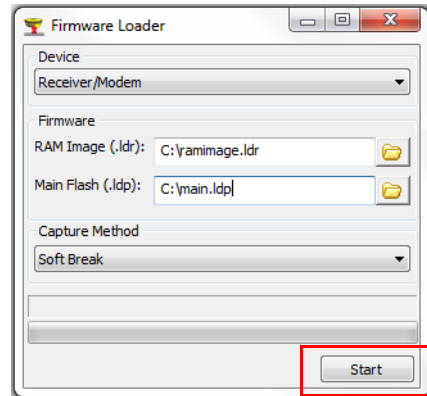 Firmware Loader
Device
Receiver/Modem
Firmware
RAM Image (.ldr): C:\ramimage.ldr
Main Flash (.ldp): C:\main.ldp
Capture Method
Soft Break
Start